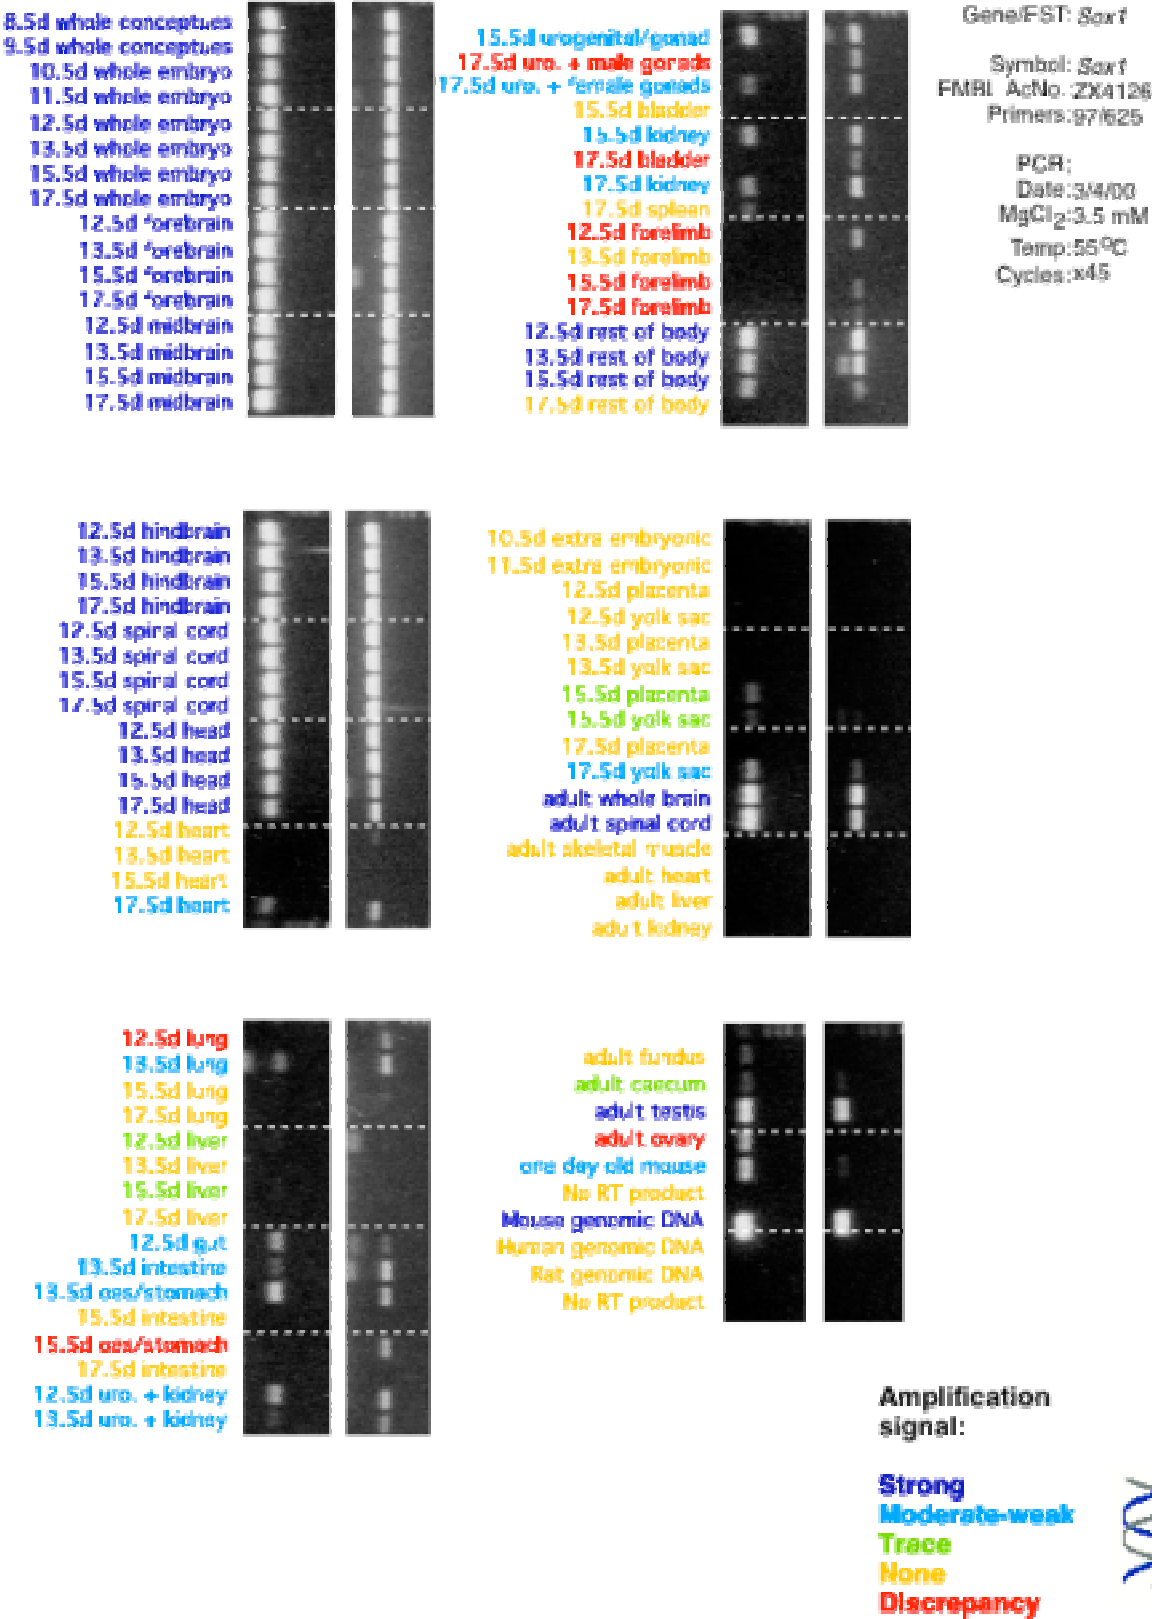 8.5d whole conceptues
9.5d whole conceptues
10.5d whole embryo
11.5d whole embryo
12.5d whole embryo
13.5d whole embryo
15.5d whole embryo
17.5d whole embryo
12.5d forebrain
13.5d forebrain
15.5d forebrain
17.5d forebrain
12.5d midbrain
13.5d midbrain
15.5d midbrain
17.5d midbrain
15.5d urogenital/gonad
17.5d uro. + male gonads
17.5d uro. + female gonads
15.5d bladder
15.5d kidney
17.5d bladder
17.5d kidney
17.5d spleen
12.5d forelimb
13.5d forelimb
15.5d forelimb
17.5d forelimb
12.5d rest of body
13.5d rest of body
15.5d rest of body
17.5d rest of body
Gene/EST: Sox1
Symbol: Sox1
EMBL AcNo.:ZX4126
Primers:97/625
PCR;
Date:3/4/00
MgCl2:3.5 mM
Temp:55°C
Cycles:x45
12.5d hindbrain
13.5d hindbrain
15.5d hindbrain
17.5d hindbrain
12.5d spiral cord
13.5d spiral cord
15.5d spiral cord
17.5d spiral cord
12.5d head
13.5d head
15.5d head
17.5d head
12.5d heart
13.5d heart
15.5d heart
17.5d heart
10.5d extra embryonic
11.5d extra embryonic
12.5d placenta
12.5d yolk sac
13.5d placenta
13.5d yolk sac
15.5d placenta
15.5d yolk sac
17.5d placenta
17.5d yolk sac
adult whole brain
adult spinal cord
adult skeletal muscle
adult heart
adult liver
adult kidney
12.5d lung
13.5d lung
15.5d lung
17.5d lung
12.5d liver
13.5d liver
15.5d liver
17.5d liver
12.5d gut
13.5d intestine
13.5d oes/stomach
15.5d intestine
15.5d oes/stomach
17.5d intestine
12.5d uro. + kidney
13.5d uro. + kidney
adult fundus
adult caecum
adult testis
adult ovary
one day old mouse
No RT product
Mouse genomic DNA
Human genomic DNA
Rat genomic DNA
No RT product
Amplification
signal:
Strong
Moderate-weak
Trace
None
Discrepancy